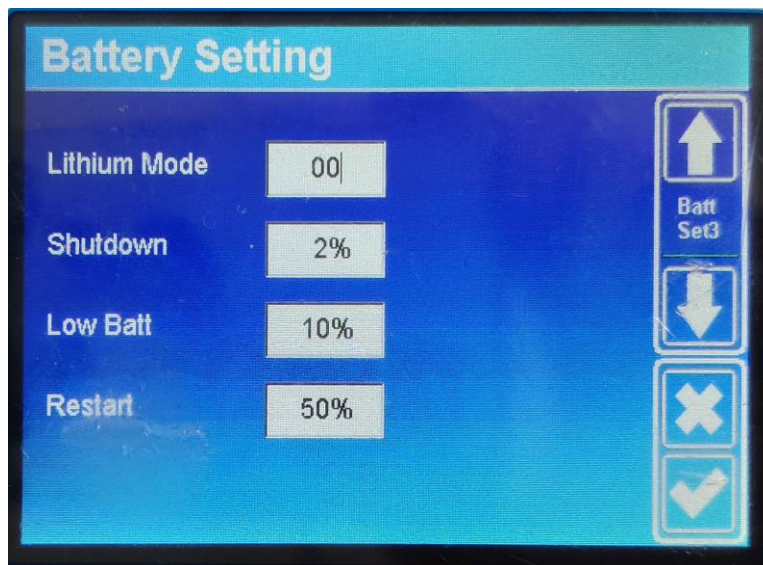 Battery Setting
Lithium Mode 00
Shutdown 2%
Low Batt 10%
Restart 50%
Batt
Set3